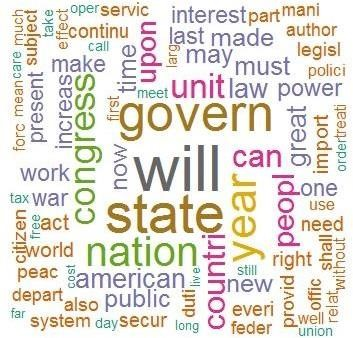 oper servic interest part mani
take continu last made author
much care subject effect call upon may legisl
forc mean present make larg must polici
increas time unit law power
first meet govern great import order treati
congress now will can
work
tax war state year peopl one
free use
citizen act nation countri need
world still right shall without
peac cost american live new provid offic relat
depart also public duti everi well
far system day secur long feder union